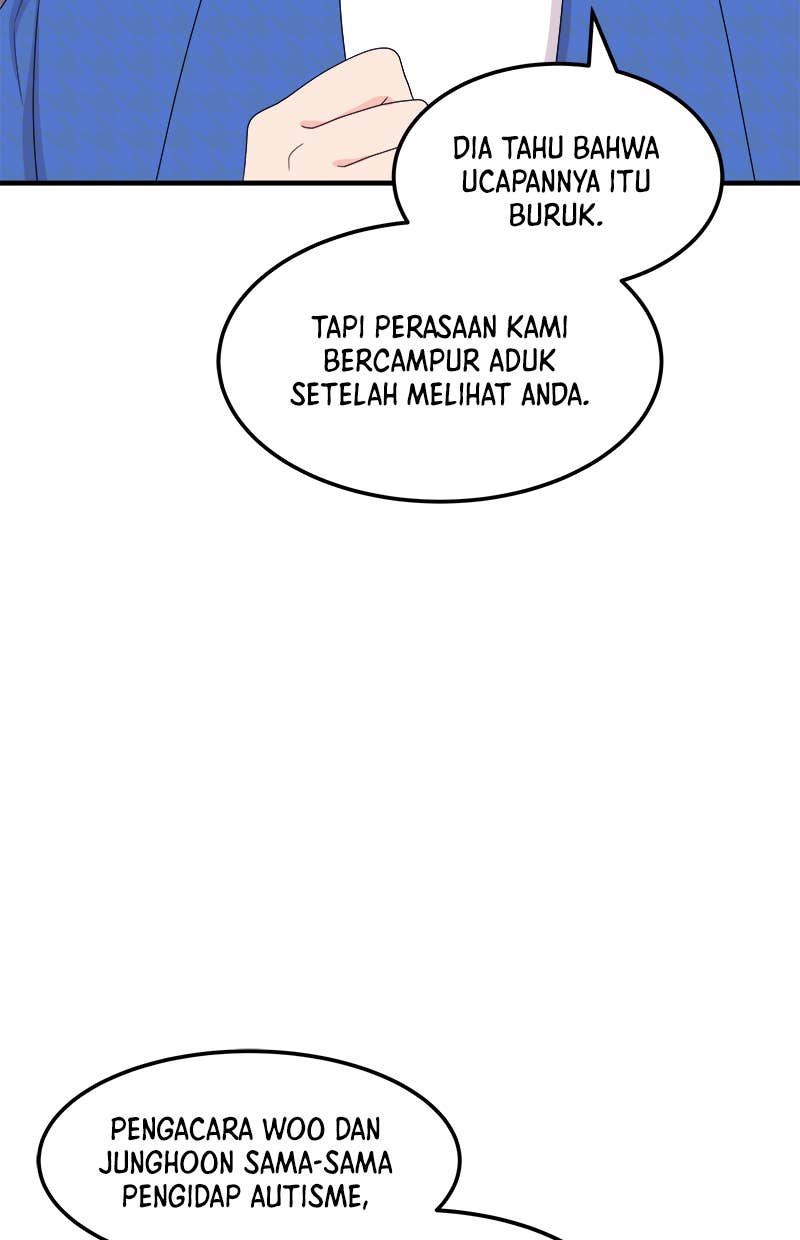 DIA TAHU BAHWA
UCAPANNYA ITU
BURUK.
TAPI PERASAAN KAMI
BERCAMPUR ADUK
SETELAH MELIHAT ANDA.
PENGACARA WOO DAN
JUNGHOON SAMA-SAMA
PENGIDAP AUTISME,